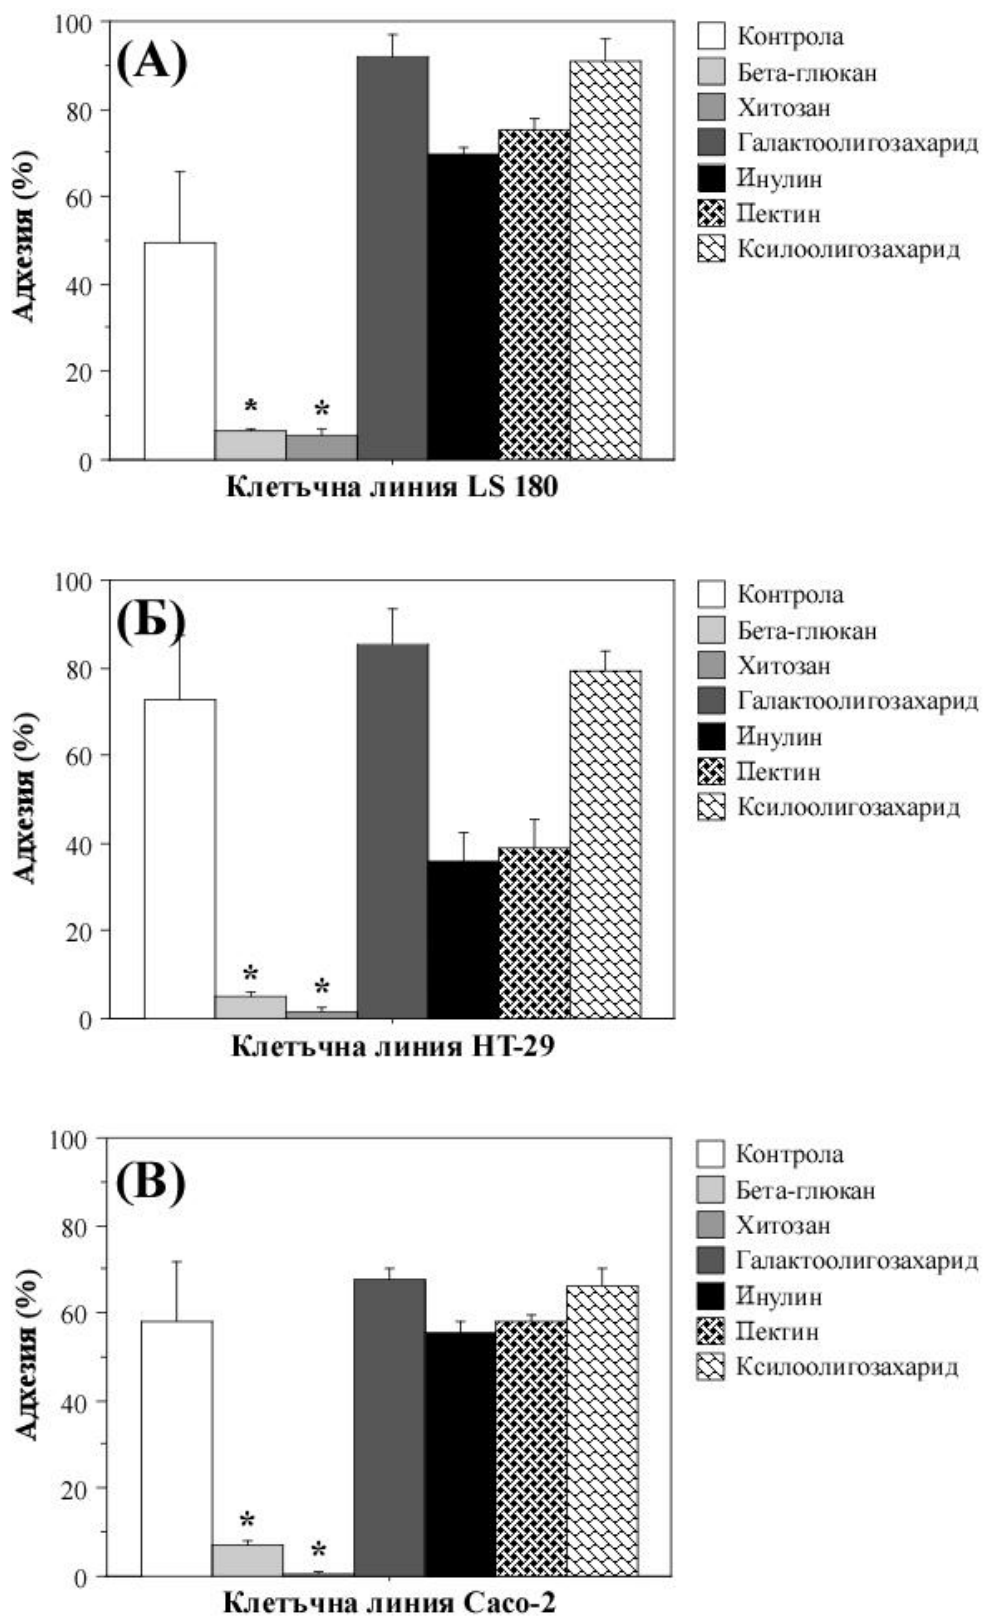 (А)
100
80
60
40
20
0
Адхезия (%)
* *
Контрола
Бета-глюкан
Хитозан
Галактоолигозахарид
Инулин
Пектин
Ксилоолигозахарид
Клетъчна линия LS 180
(Б)
100
80
60
40
20
0
Адхезия (%)
* *
Контрола
Бета-глюкан
Хитозан
Галактоолигозахарид
Инулин
Пектин
Ксилоолигозахарид
Клетъчна линия HT-29
(В)
100
80
60
40
20
0
Адхезия (%)
* *
Контрола
Бета-глюкан
Хитозан
Галактоолигозахарид
Инулин
Пектин
Ксилоолигозахарид
Клетъчна линия Caco-2